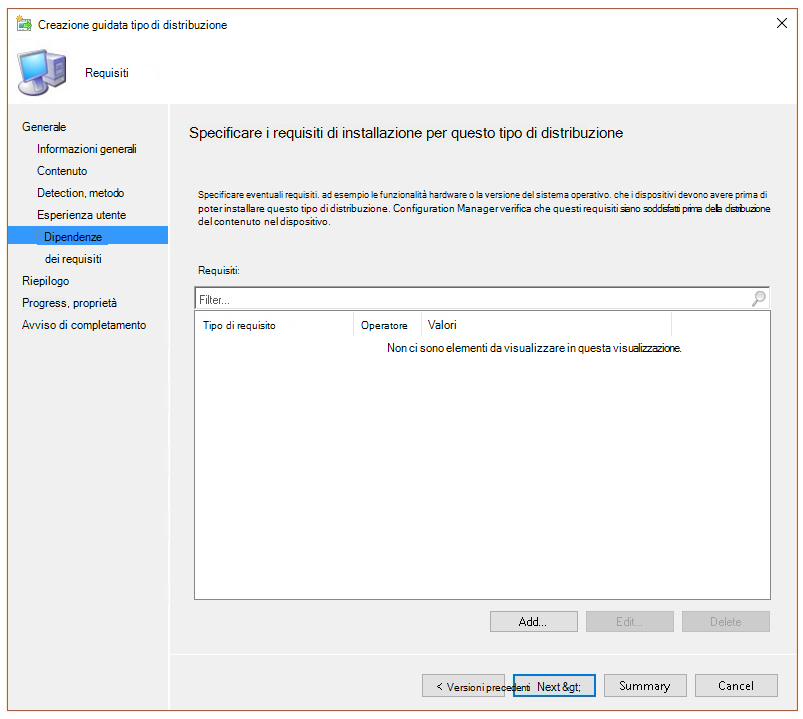 Creazione guidata tipo di distribuzione
Requisiti
Generale
Informazioni generali
Contenuto
Detection, metodo
Esperienza utente
Dipendenze
dei requisiti
Riepilogo
Progress, proprietà
Avviso di completamento
Specificare i requisiti di installazione per questo tipo di distribuzione
Specificare eventuali requisiti. ad esempio le funzionalità hardware o la versione del sistema operativo. che i dispositivi devono avere prima di
poter installare questo tipo di distribuzione. Configuration Manager verifica che questi requisiti siano soddisfatti prima della distribuzione
del contenuto nel dispositivo.
Requisiti:
Filter...
Tipo di requisito Operatore Valori
Non ci sono elementi da visualizzare in questa visualizzazione.
Add... Edit... Delete
< Versioni precedenti Next &gt; Summary Cancel